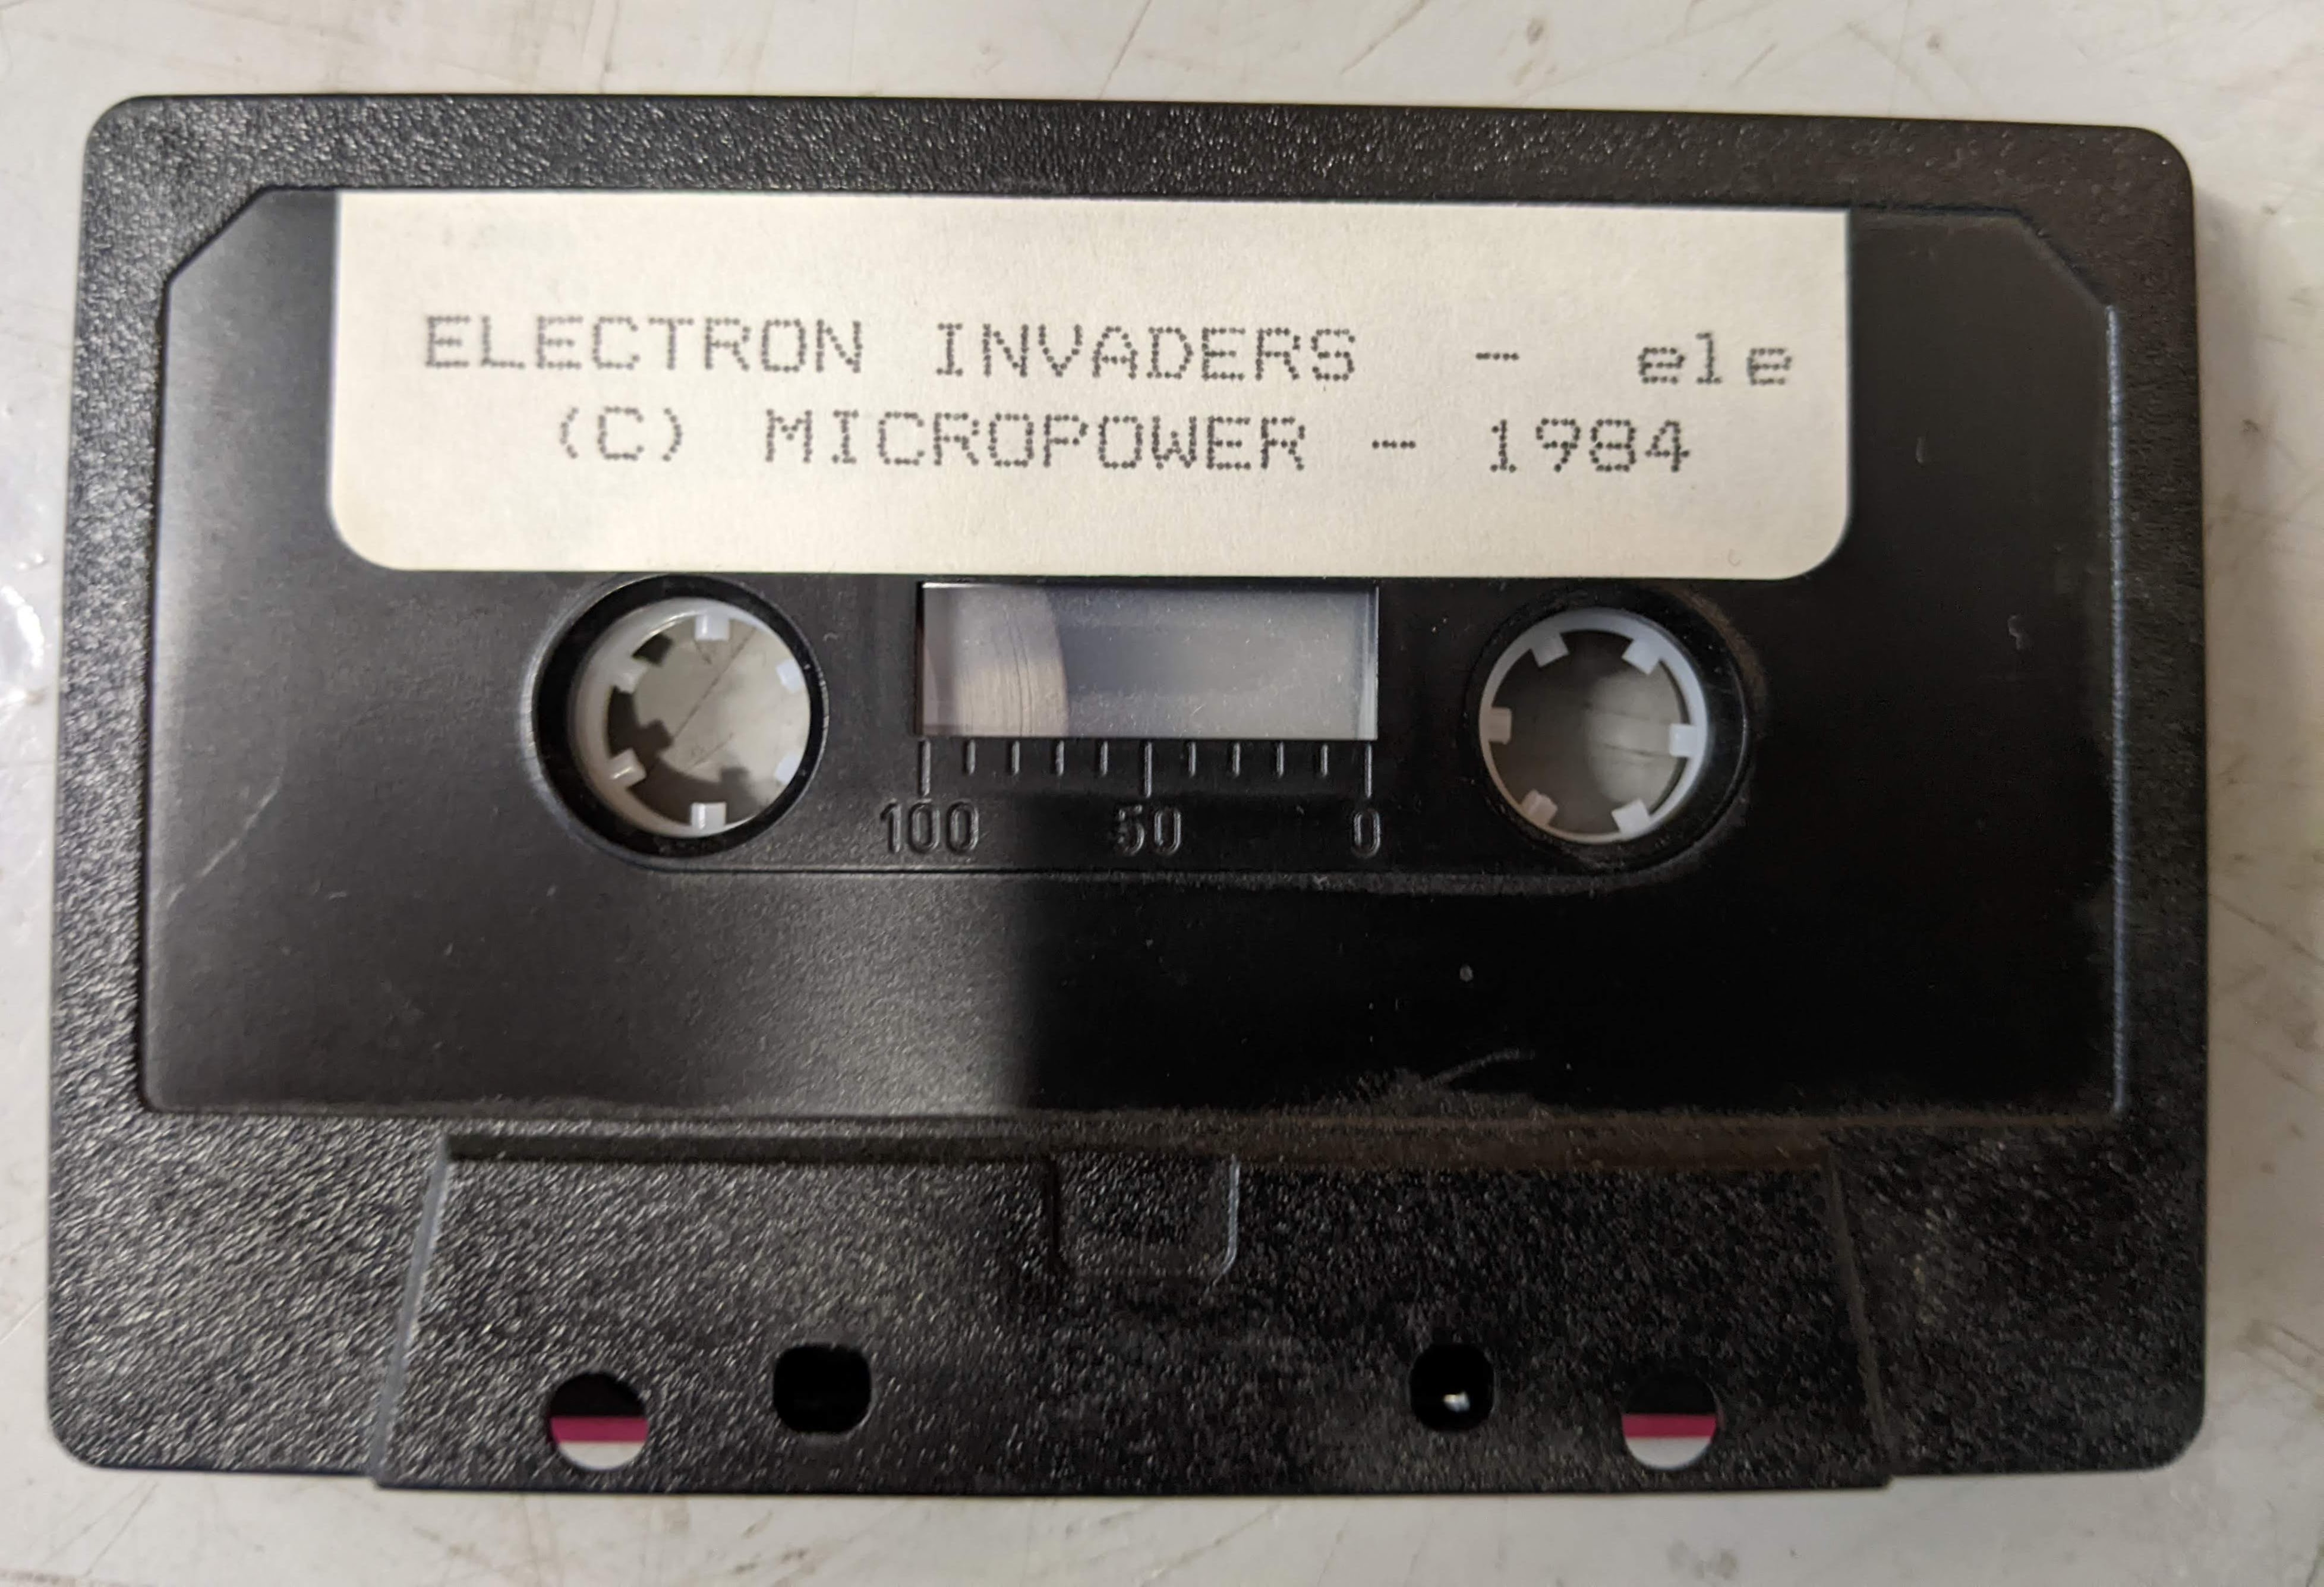 ELECTRON INVADERS - ele
(C) MICROPOWER - 1984
100 50 0